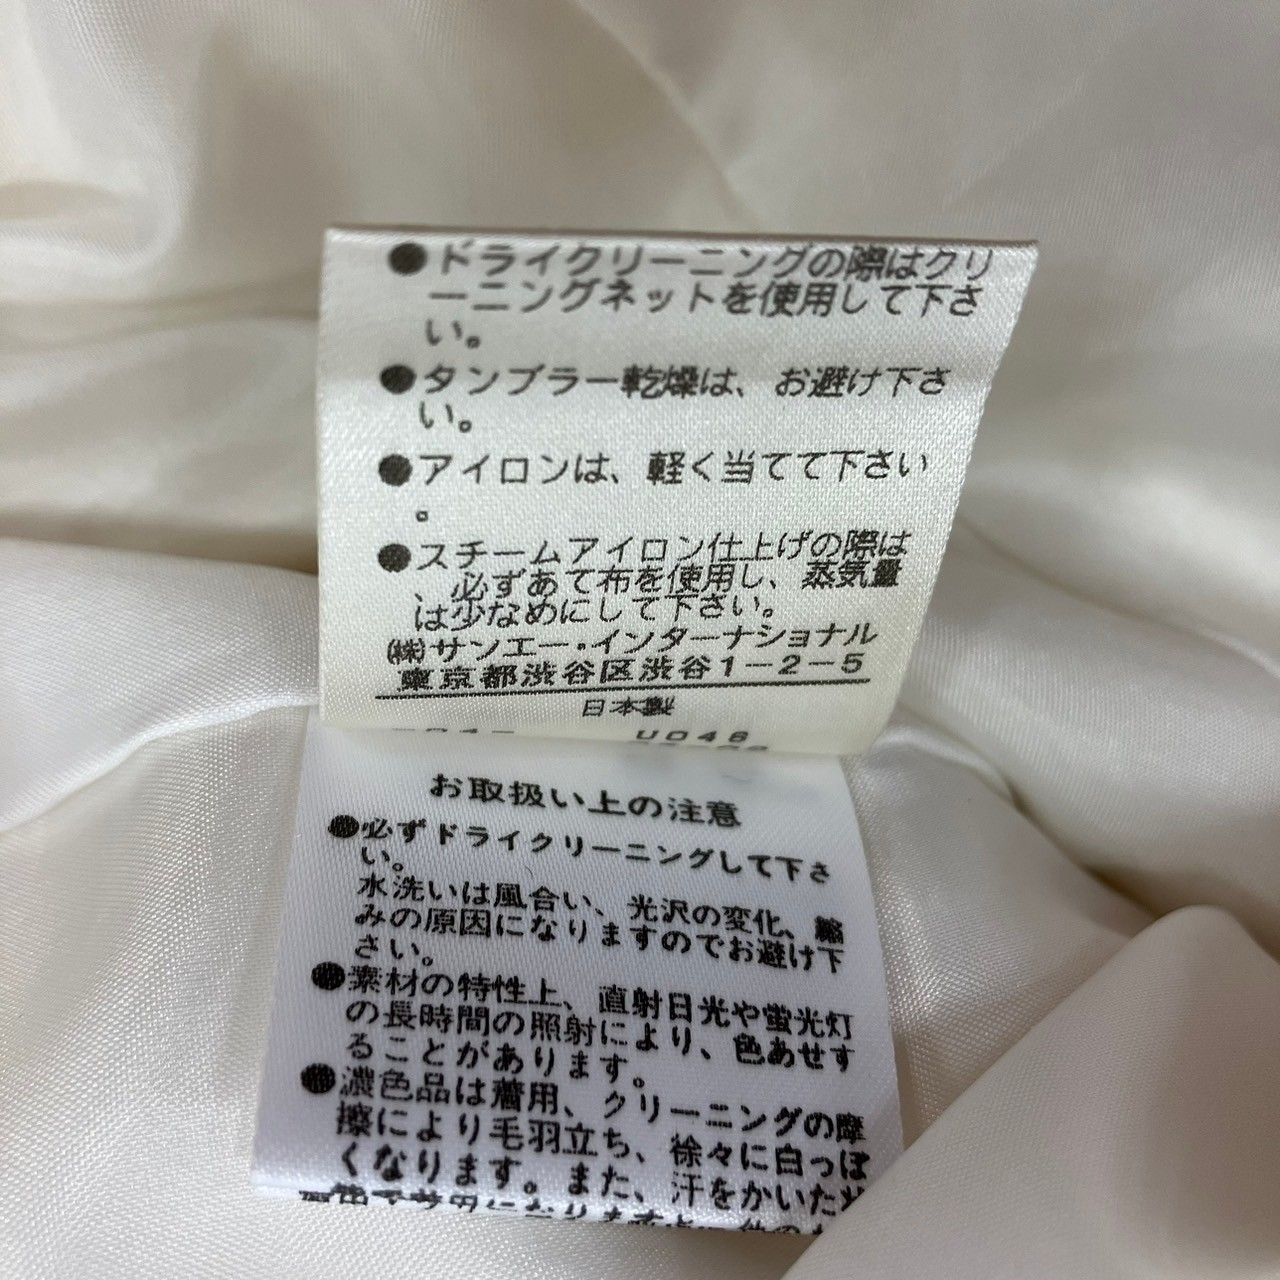 ●ドライクリーニングの際はクリ
ーニングネットを使用して下さ
い。
●タンブラー乾燥は、お避け下さ
い。
●アイロンは、軽く当てて下さい
。
●スチームアイロン仕上げの際は
、必ずあて布を使用し、蒸気量
は少なめにして下さい。
(株)サンエー・インターナショナル
東京都渋谷区渋谷1-2-5
日本製
U046
お取扱い上の注意
●必ずドライクリーニングして下さ
い。
水洗いは風合い、光沢の変化、縮
みの原因になりますのでお避け下
さい。
●素材の特性上、直射日光や蛍光灯
の長時間の照射により、色あせす
ることがあります。
●濃色品は着用、クリーニングの摩
擦により毛羽立ち、徐々に白っぽ
くなります。また、汗をかいた状